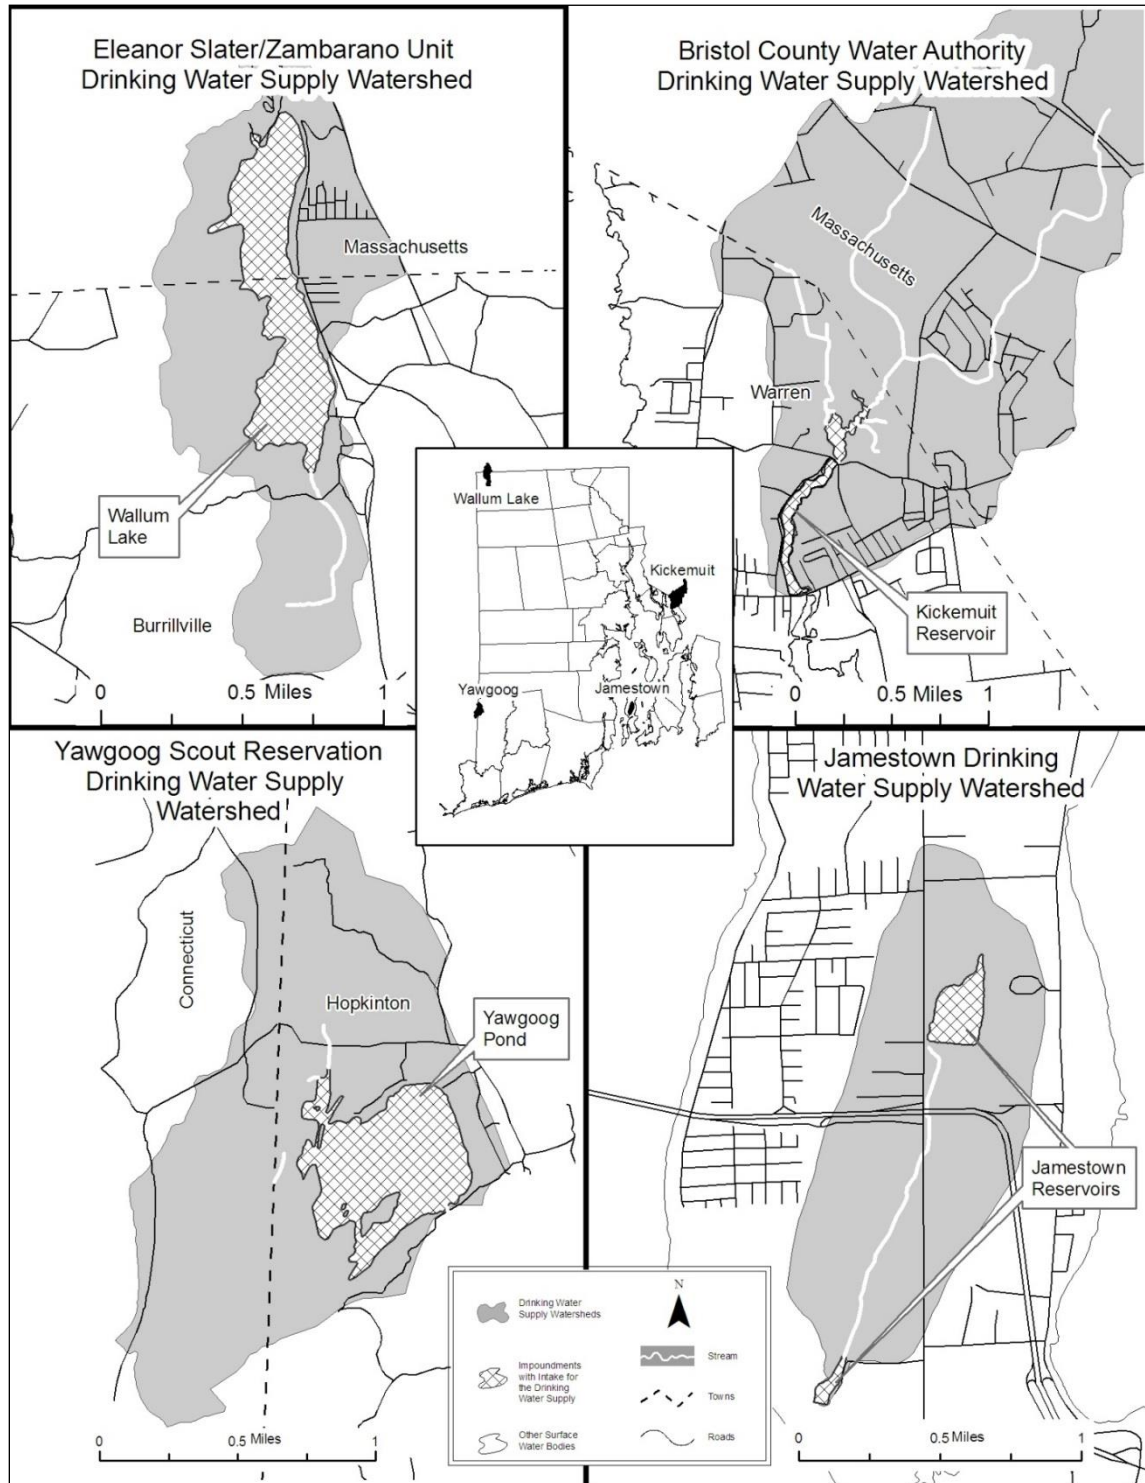 Eleanor Slater/Zambarano Unit
Drinking Water Supply Watershed
Massachusetts
Wallum
Lake
Burrillville
0
0.5 Miles
1
Bristol County Water Authority
Drinking Water Supply Watershed
Massachusetts
Warren
Kickemuit
Reservoir
0
0.5 Miles
1
Wallum Lake
Kickemuit
Yawgoog
Jamestown
Yawgoog Scout Reservation
Drinking Water Supply
Watershed
Connecticut
Hopkinton
Yawgoog
Pond
0
0.5 Miles
1
Jamestown Drinking
Water Supply Watershed
Jamestown
Reservoirs
0
0.5 Miles
1
Drinking Water
Supply Watersheds
Impoundments
with Intake for
the Drinking
Water Supply
Other Surface
Water Bodies
N
Stream
Towns
Roads